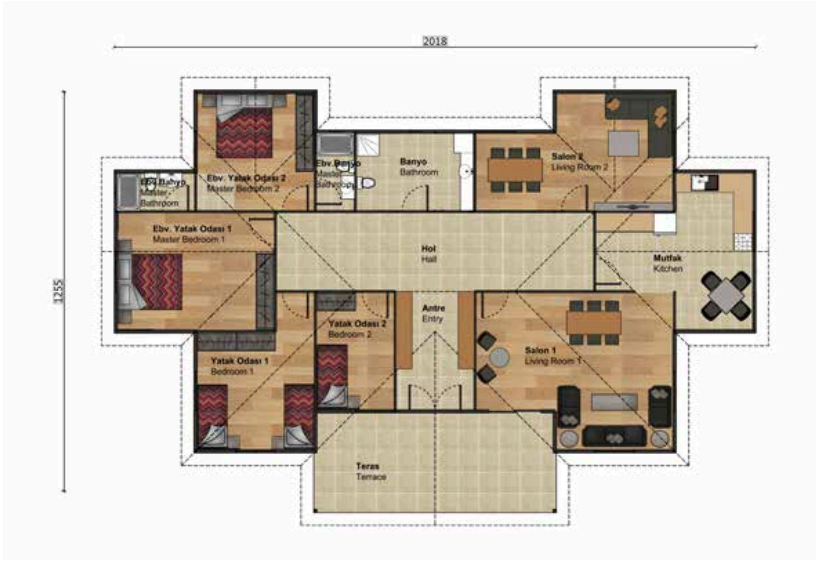 2018
1255
Ebv. Yatak Odası 2
Master Bedroom 2
Ebv.Banyo
Master
Bathroom
Banyo
Bathroom
Salon 2
Living Room 2
Ebv.Banyo
Master
Bathroom
Ebv. Yatak Odası 1
Master Bedroom 1
Hol
Hall
Mutfak
Kitchen
Antre
Entry
Yatak Odası 2
Bedroom 2
Yatak Odası 1
Bedroom 1
Salon 1
Living Room 1
Teras
Terrace